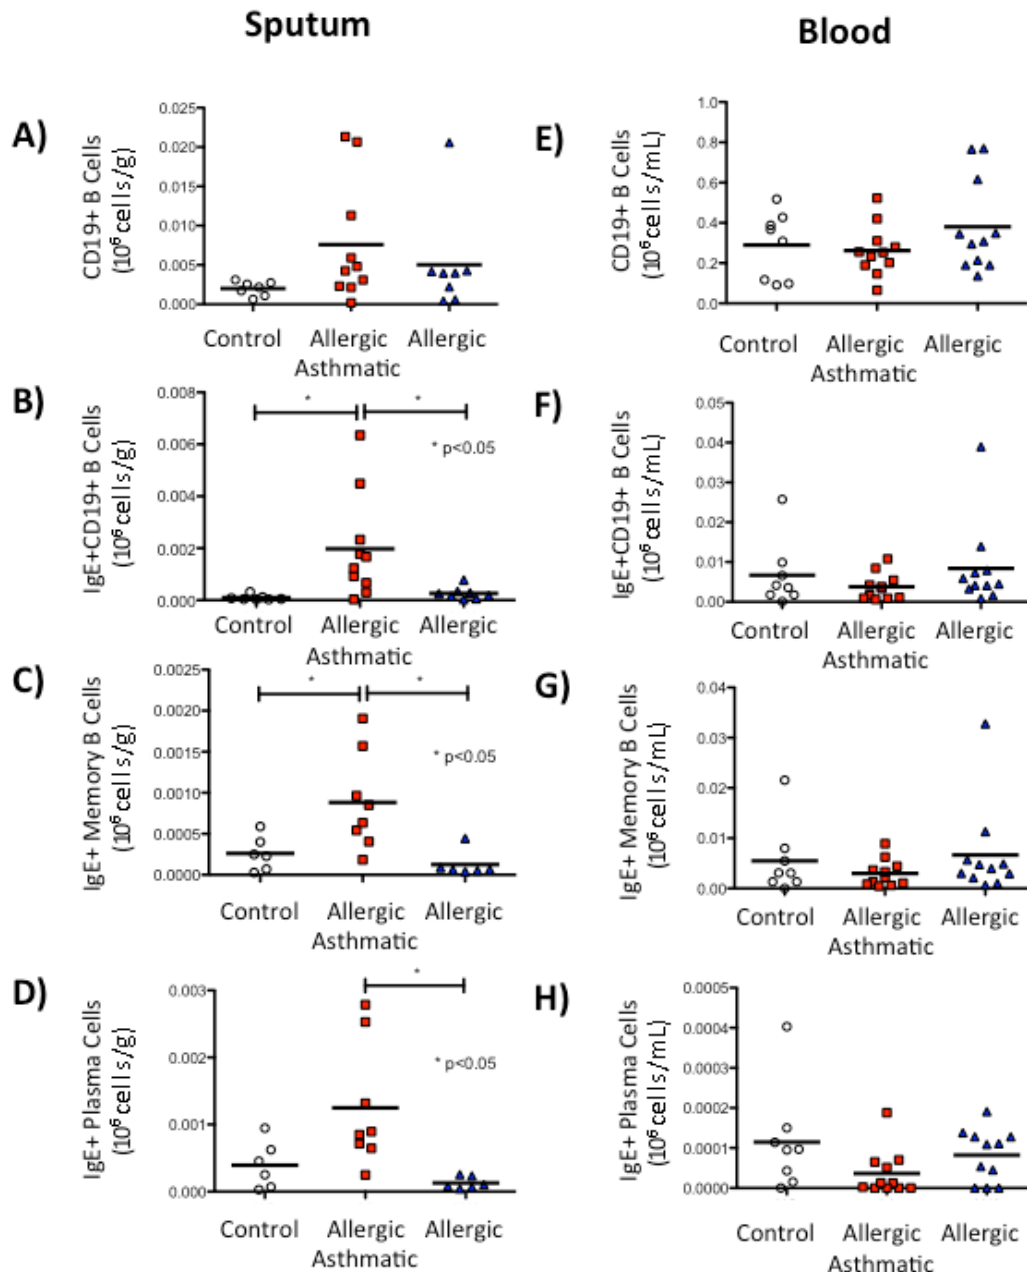 Sputum
Blood
A)
CD19+ B Cells
(10⁶ cells/g)
0.025
0.020
0.015
0.010
0.005
0.000
Control
Allergic
Asthmatic
Allergic
E)
CD19+ B Cells
(10⁶ cells/mL)
1.0
0.8
0.6
0.4
0.2
0.0
Control
Allergic
Asthmatic
Allergic
B)
IgE+CD19+ B Cells
(10⁶ cells/g)
0.008
0.006
0.004
0.002
0.000
*
*
* p<0.05
Control
Allergic
Asthmatic
Allergic
F)
IgE+CD19+ B Cells
(10⁶ cells/mL)
0.05
0.04
0.03
0.02
0.01
0.00
Control
Allergic
Asthmatic
Allergic
C)
IgE+ Memory B Cells
(10⁶ cells/g)
0.0025
0.0020
0.0015
0.0010
0.0005
0.0000
*
*
* p<0.05
Control
Allergic
Asthmatic
Allergic
G)
IgE+ Memory B Cells
(10⁶ cells/mL)
0.04
0.03
0.02
0.01
0.00
Control
Allergic
Asthmatic
Allergic
D)
IgE+ Plasma Cells
(10⁶ cells/g)
0.003
0.002
0.001
0.000
*
* p<0.05
Control
Allergic
Asthmatic
Allergic
H)
IgE+ Plasma Cells
(10⁶ cells/mL)
0.0005
0.0004
0.0003
0.0002
0.0001
0.0000
Control
Allergic
Asthmatic
Allergic